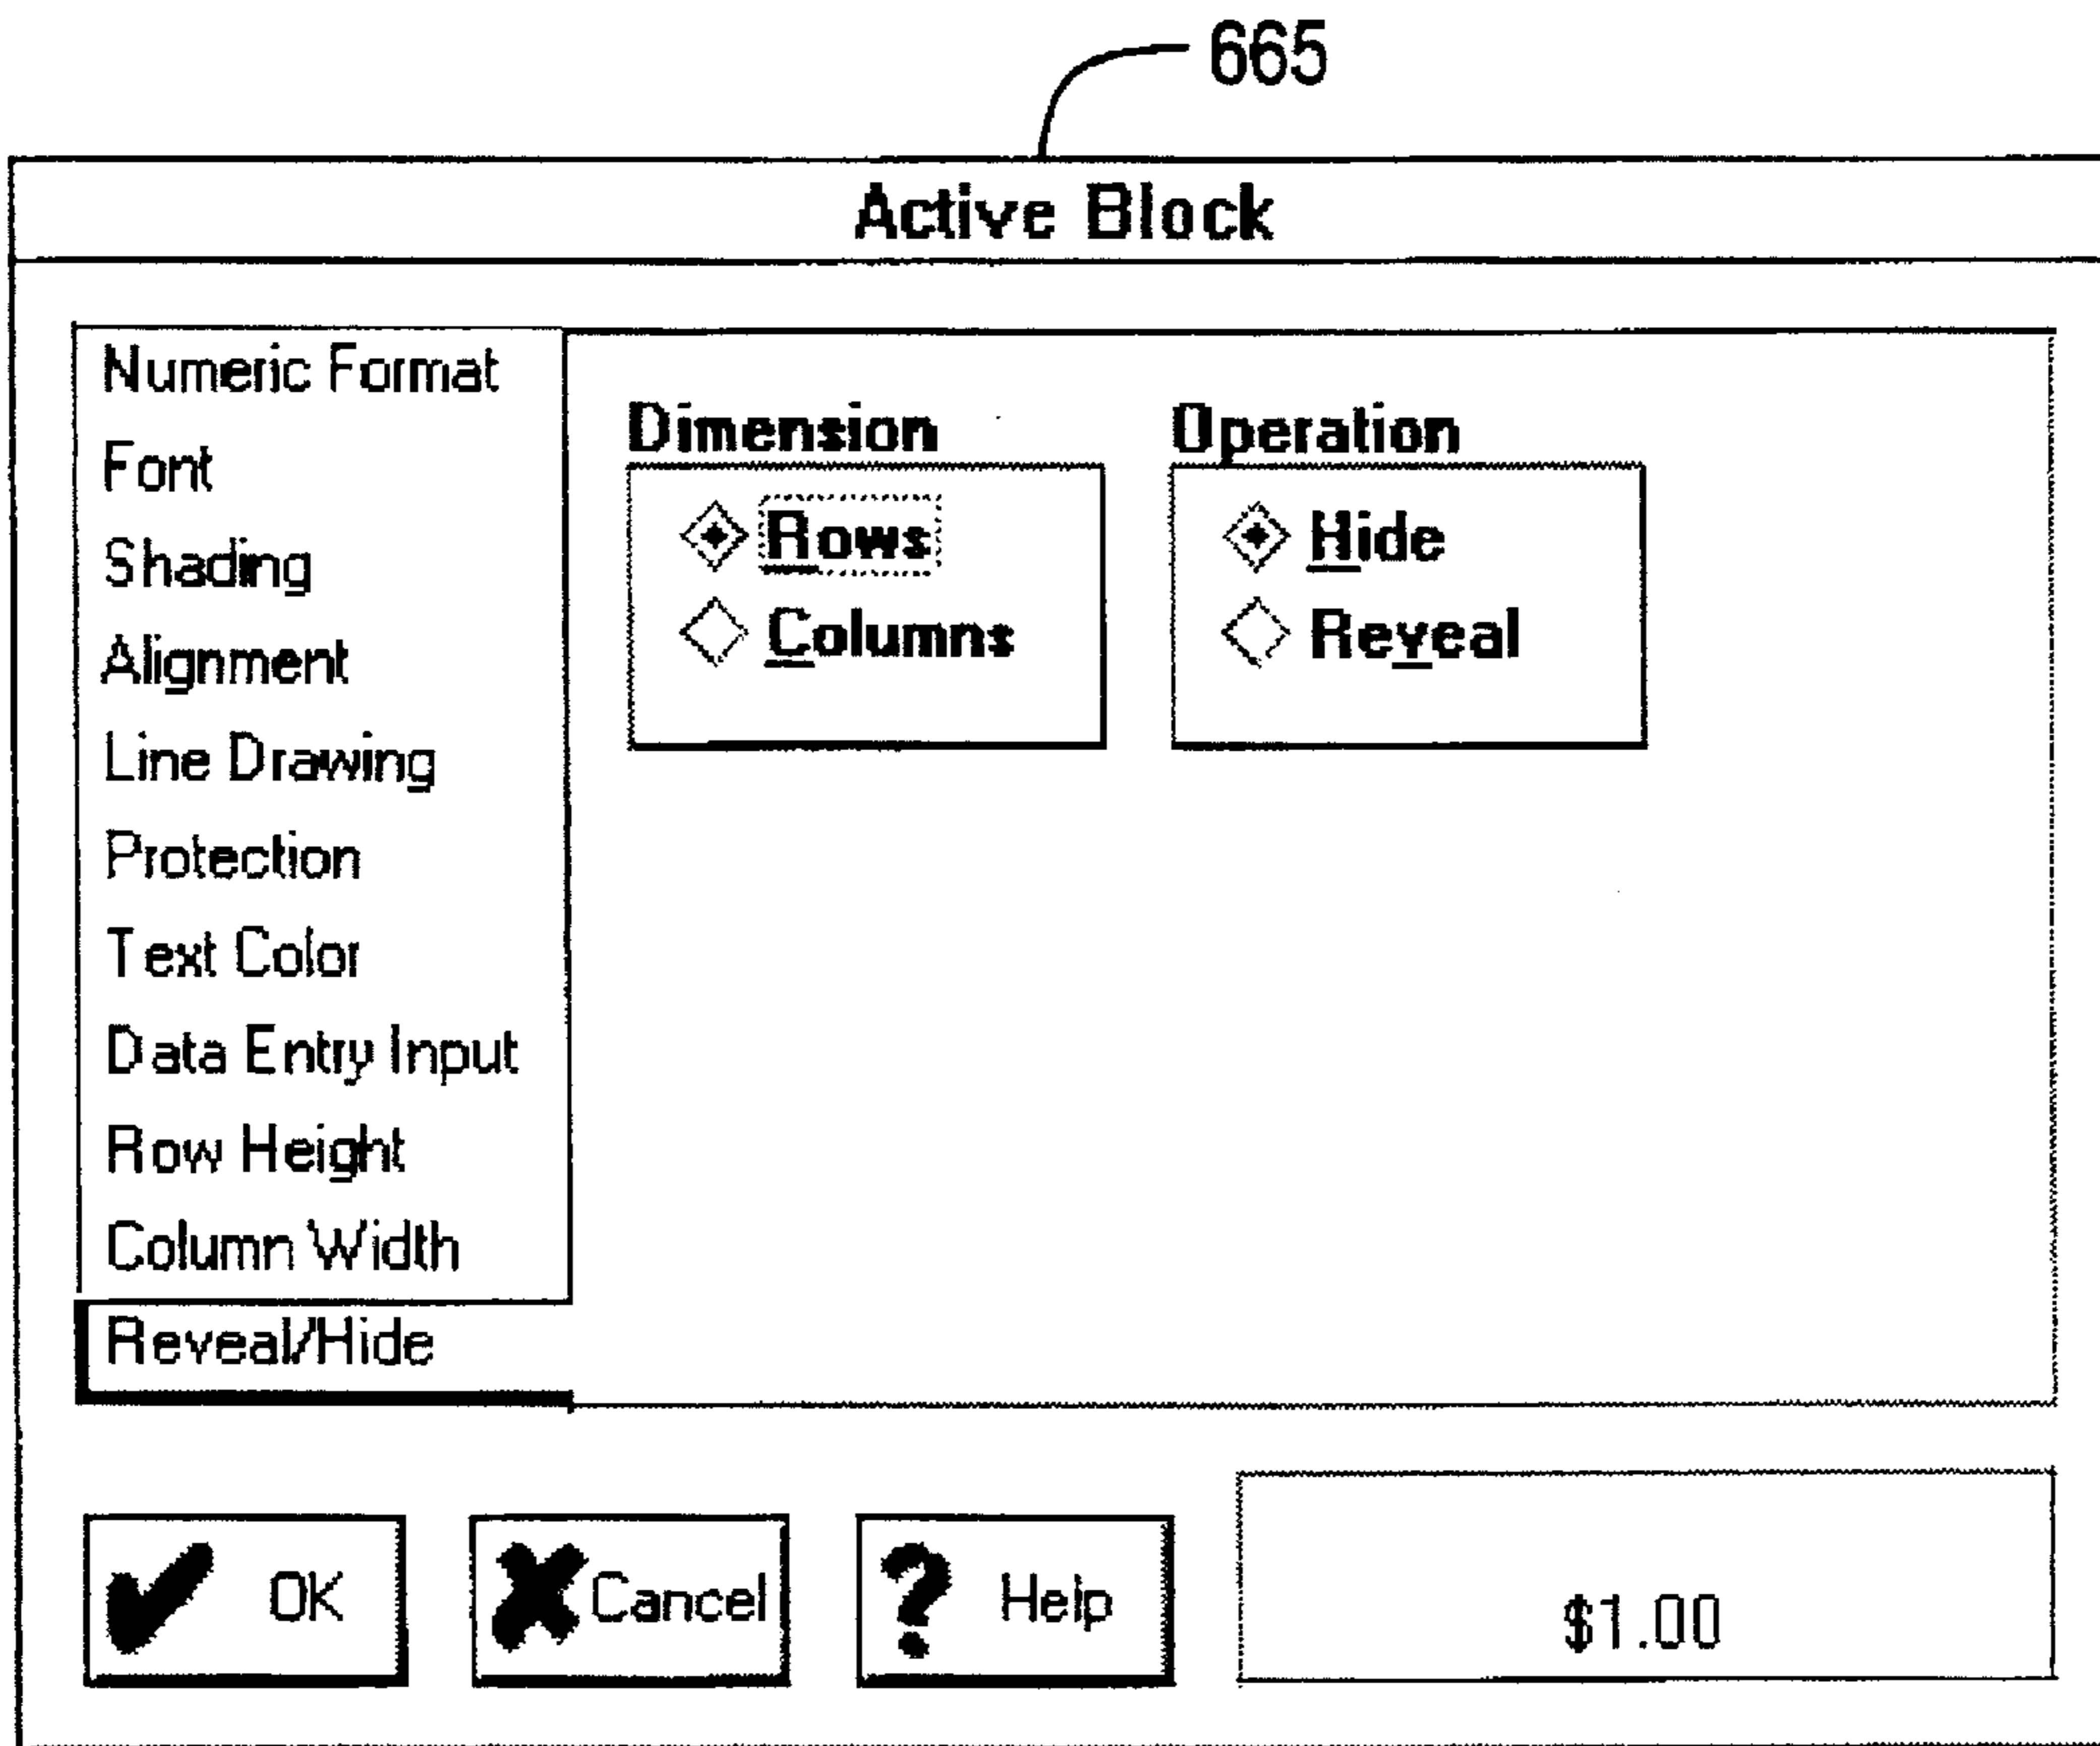 665
Active Block
Numeric Format
Font
Shading
Alignment
Line Drawing
Protection
Text Color
Data Entry Input
Row Height
Column Width
Reveal/Hide
Dimension
Rows
Columns
Operation
Hide
Reveal
OK
Cancel
Help
$1.00